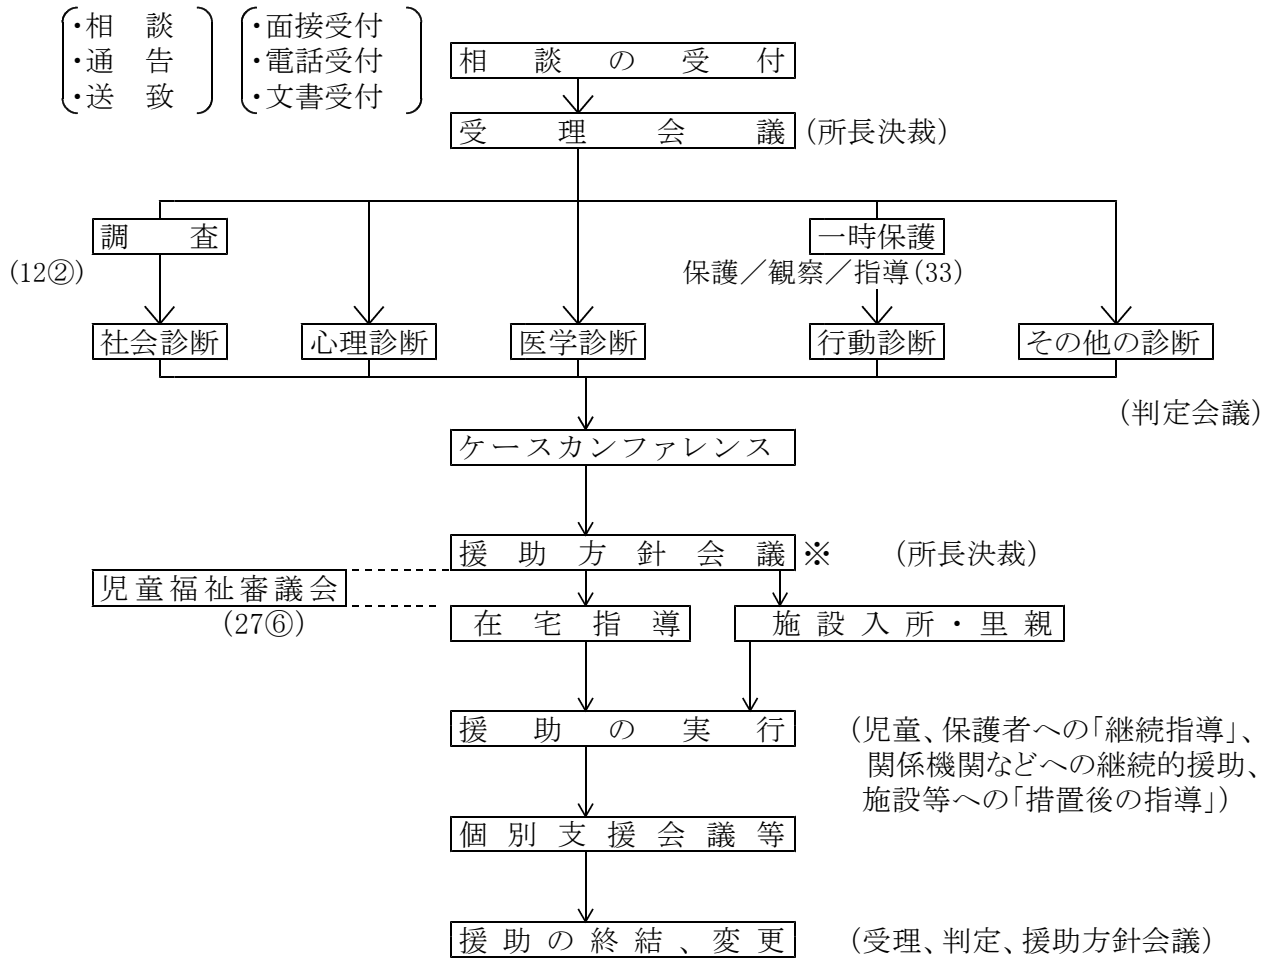 ・相　談
・通　告
・送　致
・面接受付
・電話受付
・文書受付
相談の受付
受理会議
(所長決裁)
調査
一時保護
(12②)
保護／観察／指導(33)
社会診断
心理診断
医学診断
行動診断
その他の診断
(判定会議)
ケースカンファレンス
援助方針会議※
(所長決裁)
児童福祉審議会
(27⑥)
在宅指導
施設入所・里親
援助の実行
(児童、保護者への「継続指導」、
関係機関などへの継続的援助、
施設等への「措置後の指導」)
個別支援会議等
援助の終結、変更
(受理、判定、援助方針会議)